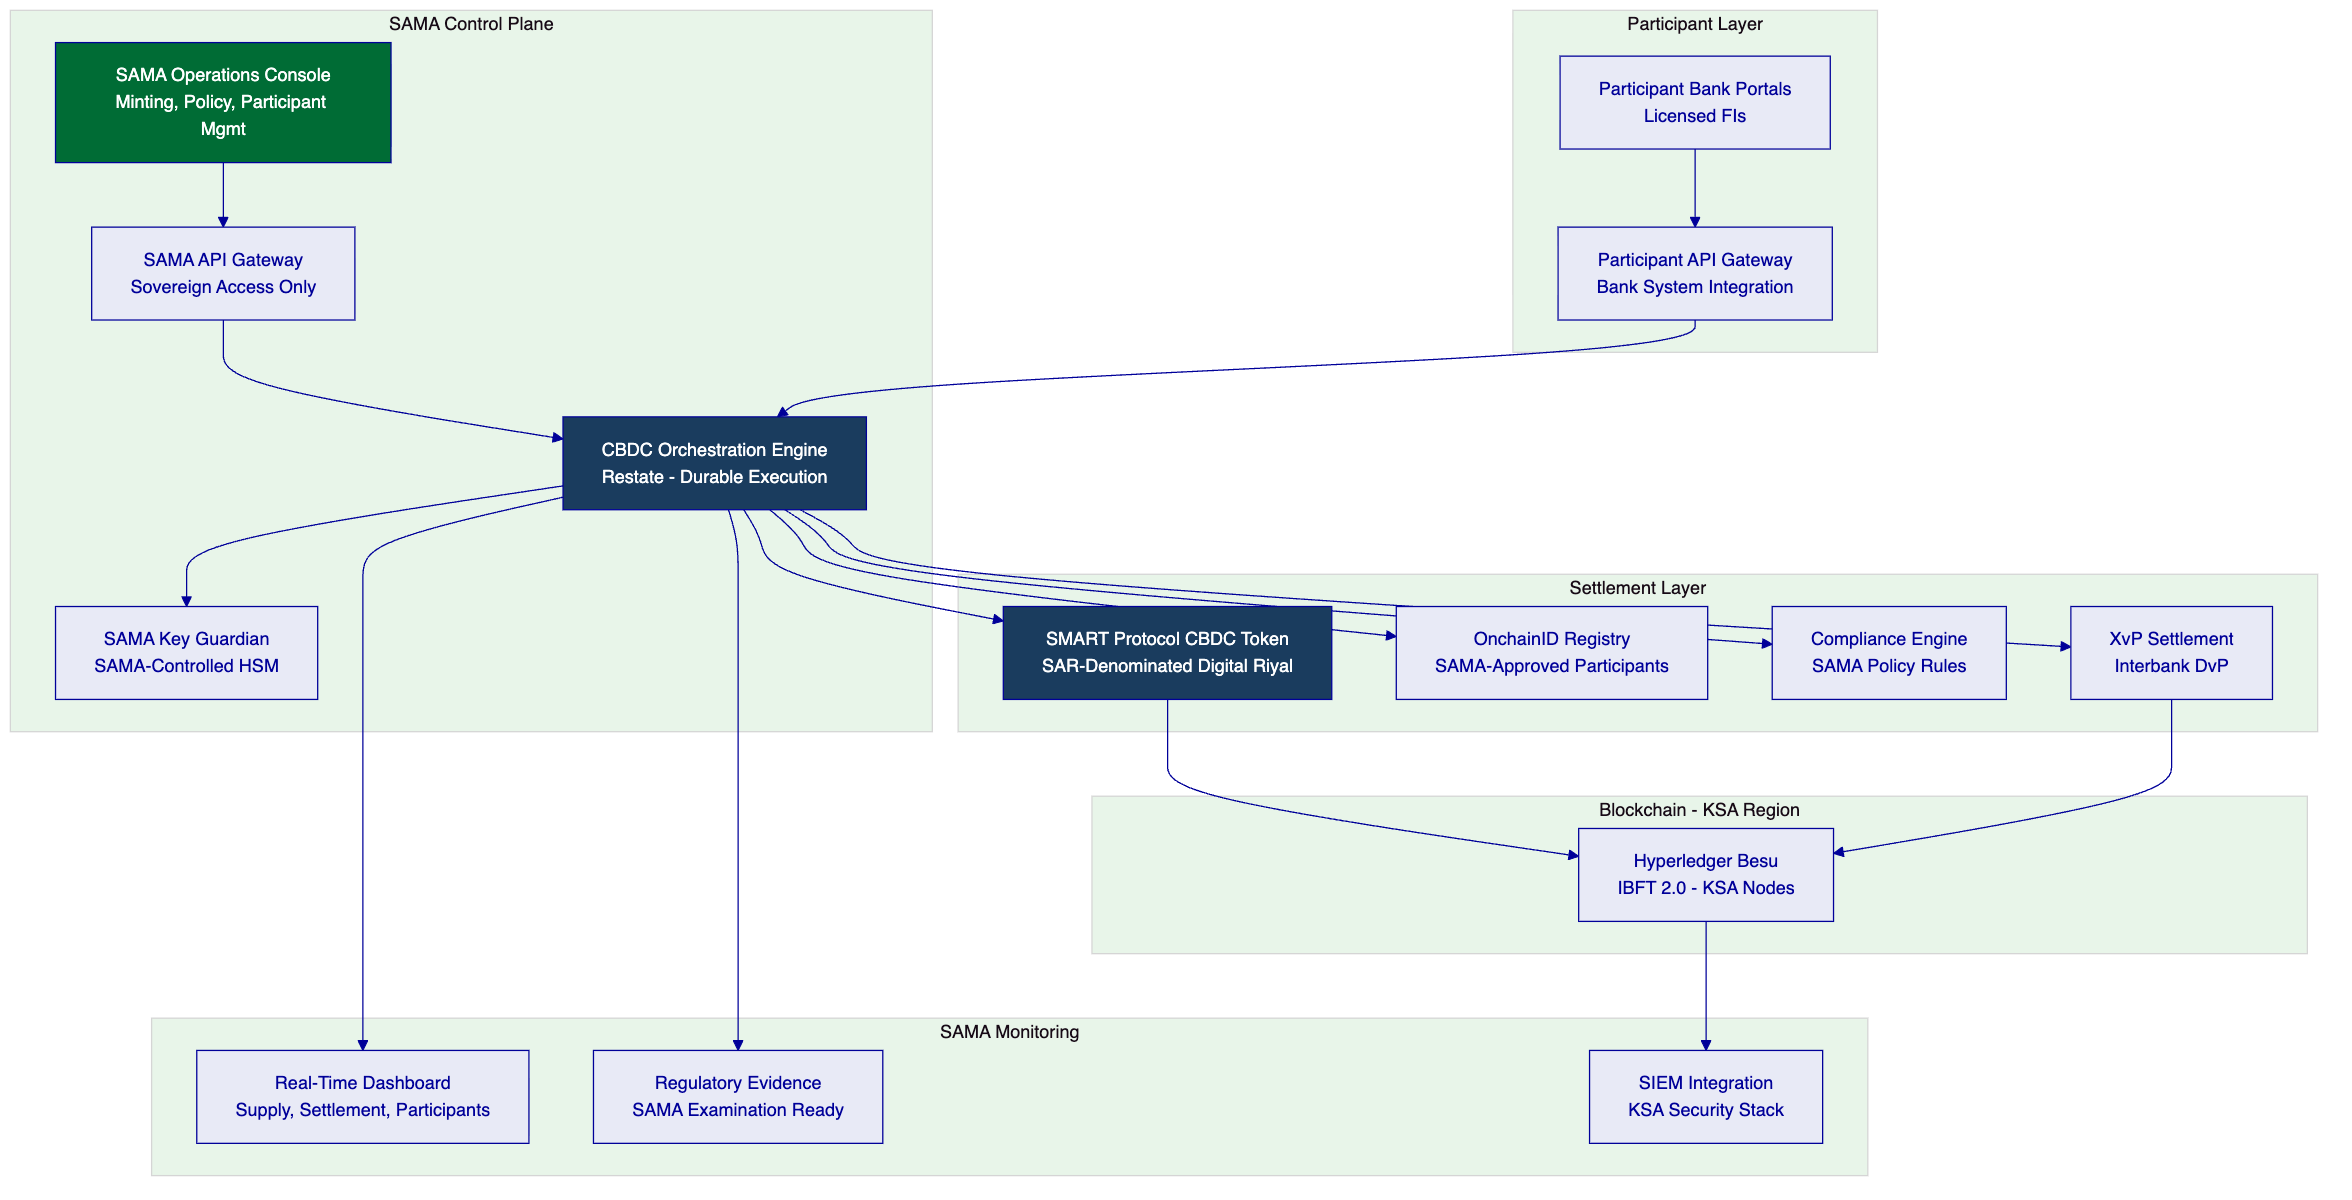 SAMA Control Plane
SAMA Operations Console
Minting, Policy, Participant
Mgmt
SAMA API Gateway
Sovereign Access Only
CBDC Orchestration Engine
Restate - Durable Execution
SAMA Key Guardian
SAMA-Controlled HSM
Participant Layer
Participant Bank Portals
Licensed FIs
Participant API Gateway
Bank System Integration
Settlement Layer
SMART Protocol CBDC Token
SAR-Denominated Digital Riyal
OnchainID Registry
SAMA-Approved Participants
Compliance Engine
SAMA Policy Rules
XvP Settlement
Interbank DvP
Blockchain - KSA Region
Hyperledger Besu
IBFT 2.0 - KSA Nodes
SAMA Monitoring
Real-Time Dashboard
Supply, Settlement, Participants
Regulatory Evidence
SAMA Examination Ready
SIEM Integration
KSA Security Stack